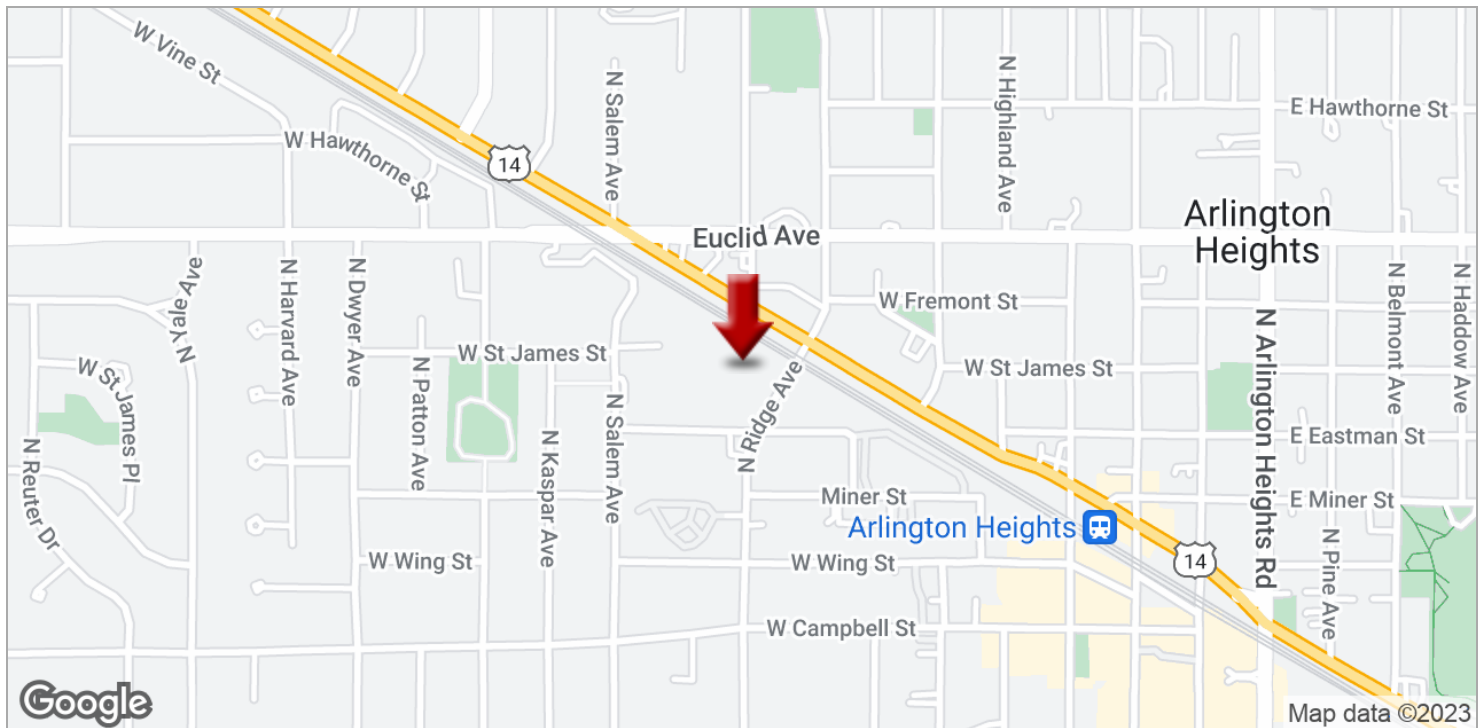 W Vine St
W Hawthorne St
14
N Salem Ave
N Highland Ave
E Hawthorne St
Euclid Ave
Arlington
Heights
N Yale Ave
N Harvard Ave
N Dwyer Ave
W Fremont St
N Belmont Ave
N Haddow Ave
W St James St
W St James St
W St James Pl
N Patton Ave
N Ridge Ave
N Arlington Heights Rd
N Reuter Dr
N Kaspar Ave
N Salem Ave
E Eastman St
Miner St
E Miner St
Arlington Heights
W Wing St
W Wing St
14
N Pine Ave
W Campbell St
Google
Map data ©2023